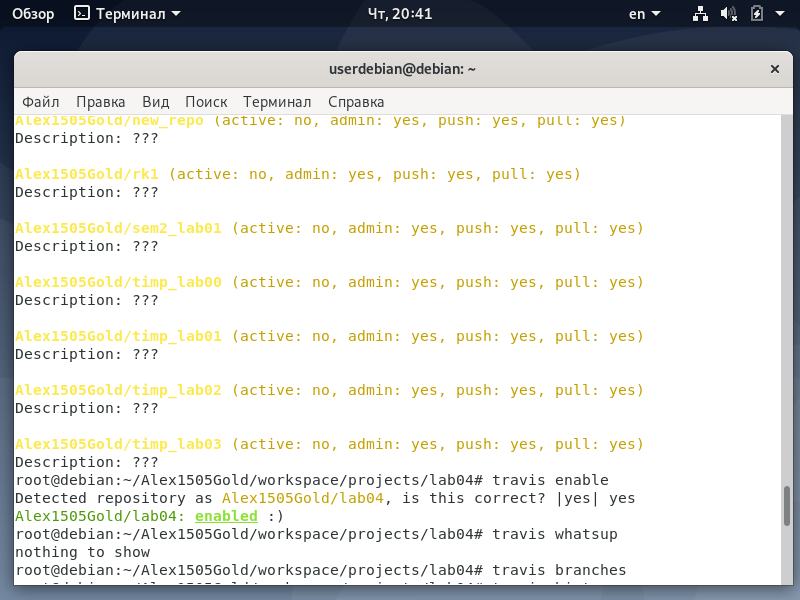 Обзор Терминал Чт, 20:41 en
userdebian@debian: ~ ×
Файл Правка Вид Поиск Терминал Справка
Alex1505Gold/new_repo (active: no, admin: yes, push: yes, pull: yes)
Description: ???
Alex1505Gold/rk1 (active: no, admin: yes, push: yes, pull: yes)
Description: ???
Alex1505Gold/sem2_lab01 (active: no, admin: yes, push: yes, pull: yes)
Description: ???
Alex1505Gold/timp_lab00 (active: no, admin: yes, push: yes, pull: yes)
Description: ???
Alex1505Gold/timp_lab01 (active: no, admin: yes, push: yes, pull: yes)
Description: ???
Alex1505Gold/timp_lab02 (active: no, admin: yes, push: yes, pull: yes)
Description: ???
Alex1505Gold/timp_lab03 (active: no, admin: yes, push: yes, pull: yes)
Description: ???
root@debian:~/Alex1505Gold/workspace/projects/lab04# travis enable
Detected repository as Alex1505Gold/lab04, is this correct? |yes| yes
Alex1505Gold/lab04: enabled :)
root@debian:~/Alex1505Gold/workspace/projects/lab04# travis whatsup
nothing to show
root@debian:~/Alex1505Gold/workspace/projects/lab04# travis branches